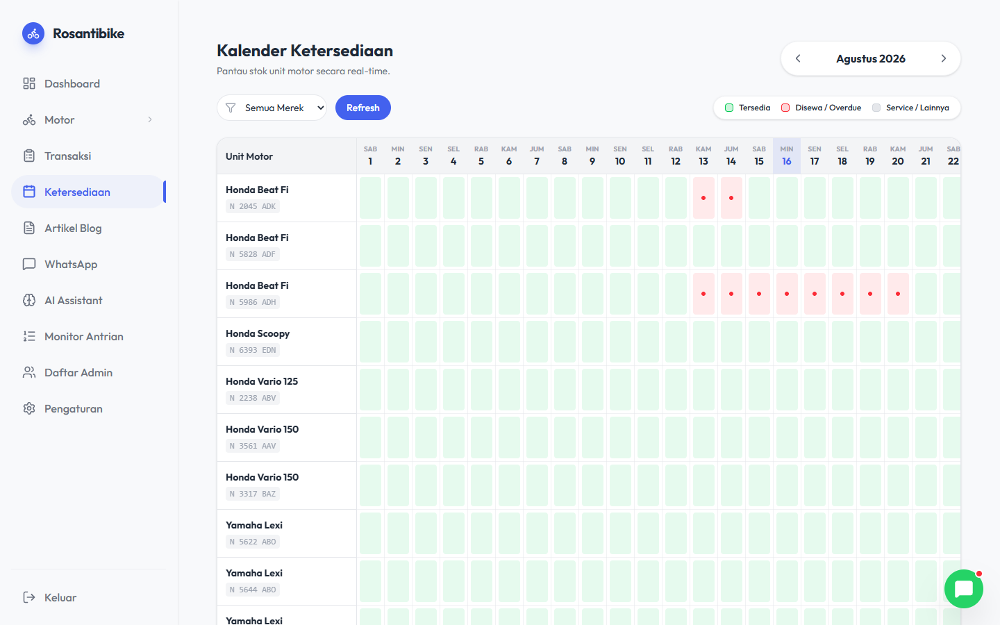 Rosantibike
Dashboard
Motor
Transaksi
Ketersediaan
Artikel Blog
WhatsApp
AI Assistant
Monitor Antrian
Daftar Admin
Pengaturan
Keluar
Kalender Ketersediaan
Pantau stok unit motor secara real-time.
Agustus 2026
Semua Merek
Refresh
Tersedia
Disewa / Overdue
Service / Lainnya
Unit Motor
SAB MIN SEN SEL RAB KAM JUM SAB MIN SEN SEL RAB KAM JUM SAB MIN SEN SEL RAB KAM JUM SAB
1 2 3 4 5 6 7 8 9 10 11 12 13 14 15 16 17 18 19 20 21 22
Honda Beat Fi
N 2045 ADK
Honda Beat Fi
N 5828 ADF
Honda Beat Fi
N 5986 ADH
Honda Scoopy
N 6393 EDN
Honda Vario 125
N 2238 ABV
Honda Vario 150
N 3561 AAV
Honda Vario 150
N 3317 BAZ
Yamaha Lexi
N 5622 ABO
Yamaha Lexi
N 5644 ABO
Yamaha Lexi